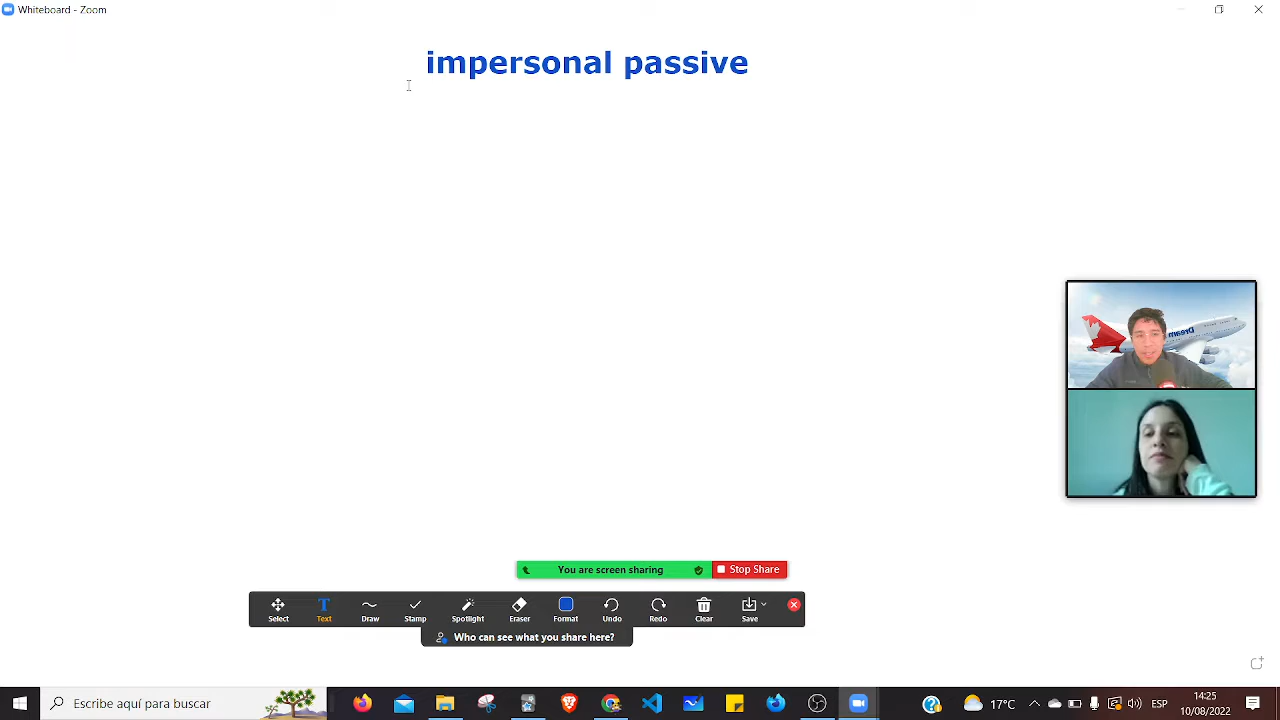 Whiteboard - Zoom
impersonal passive
Dream
You are screen sharing
Stop Share
Select
Text
Draw
Stamp
Spotlight
Eraser
Format
Undo
Redo
Clear
Save
Who can see what you share here?
Escribe aquí para buscar
17°C
ESP
14:25
10/08/2022